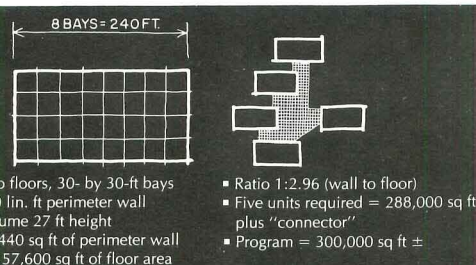 8 BAYS = 240 FT.
o floors, 30- by 30-ft bays
lin. ft perimeter wall
ume 27 ft height
440 sq ft of perimeter wall
57,600 sq ft of floor area
▪ Ratio 1:2.96 (wall to floor)
▪ Five units required = 288,000 sq ft
plus "connector"
▪ Program = 300,000 sq ft ±